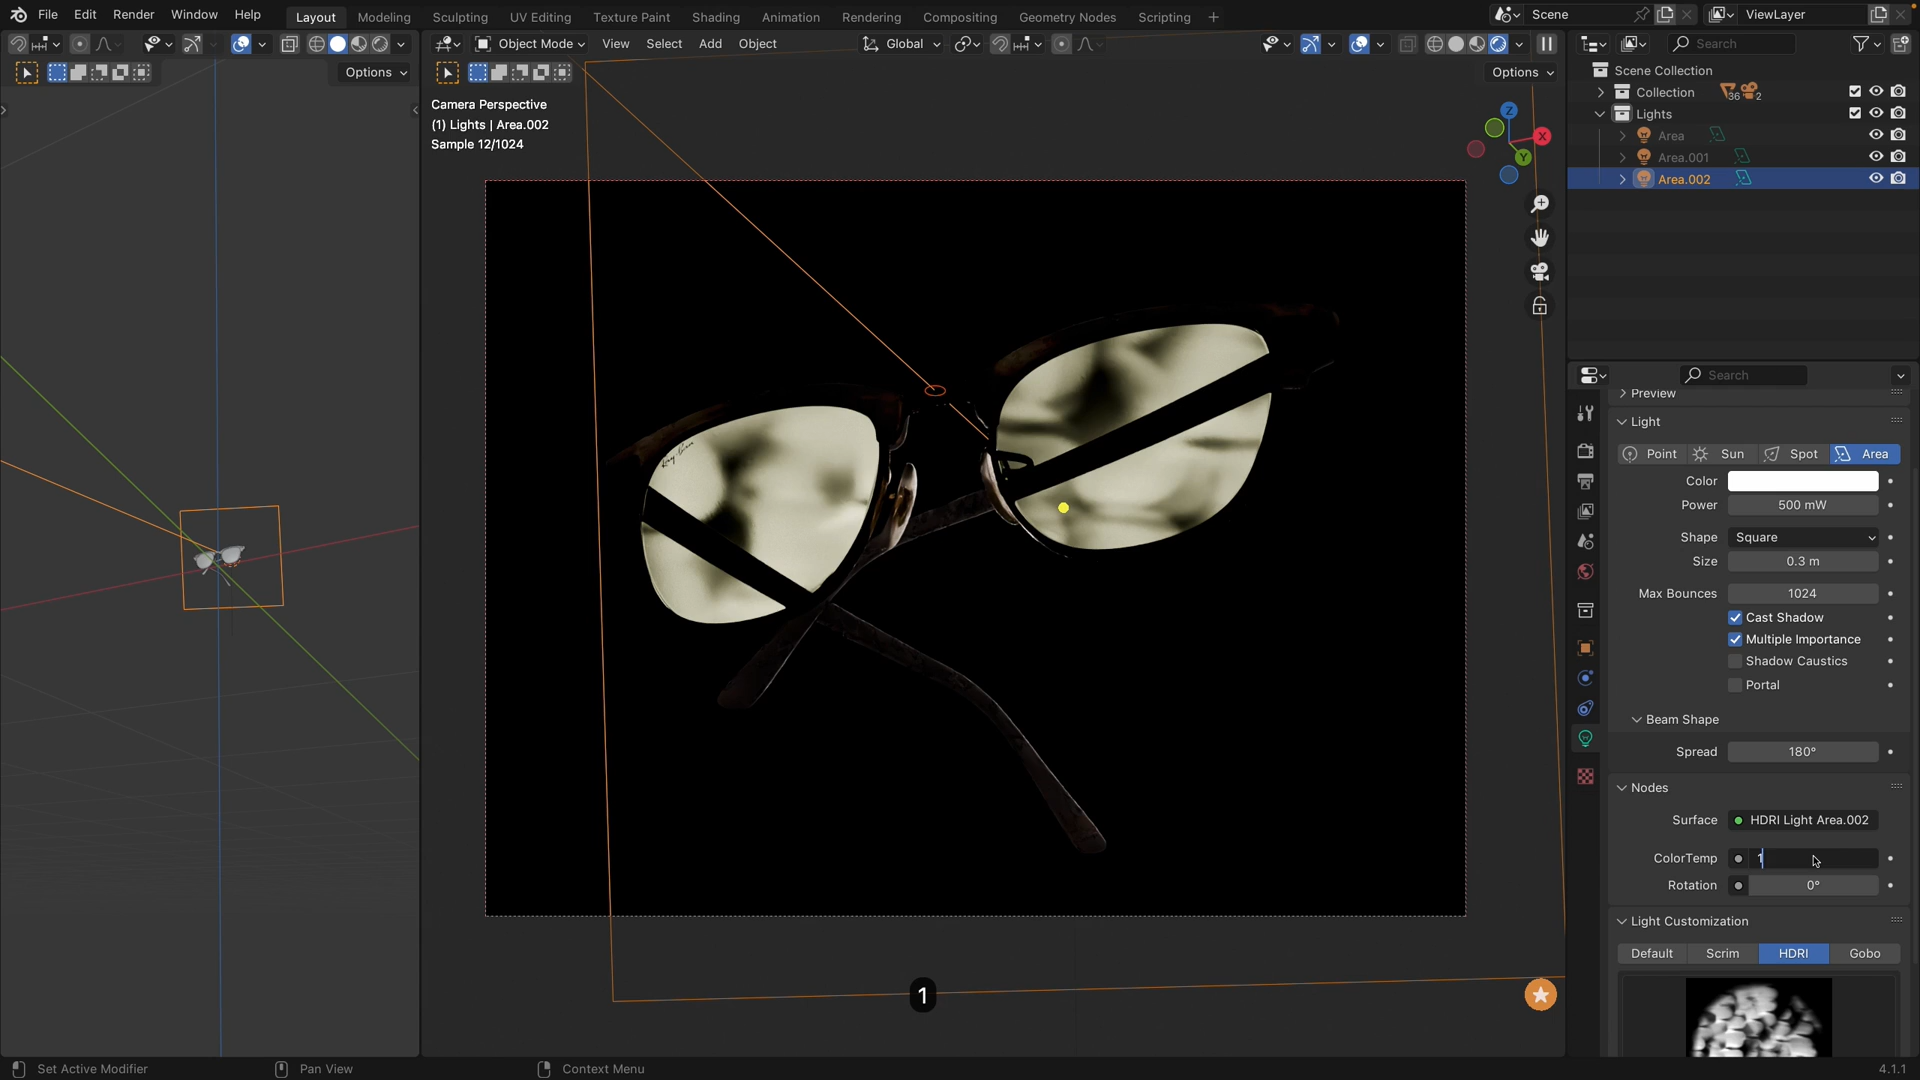 File Edit Render Window Help
Layout Modeling Sculpting UV Editing Texture Paint Shading Animation Rendering Compositing Geometry Nodes Scripting
Scene
ViewLayer
Object Mode
View Select Add Object
Global
Options
Options
Camera Perspective
(1) Lights | Area.002
Sample 12/1024
Z
X
Y
1
Search
Scene Collection
Collection 36 2
Lights
Area
Area.001
Area.002
Search
Preview
Light
Point Sun Spot Area
Color
Power 500 mW
Shape Square
Size 0.3 m
Max Bounces 1024
Cast Shadow
Multiple Importance
Shadow Caustics
Portal
Beam Shape
Spread 180°
Nodes
Surface HDRI Light Area.002
ColorTemp 1
Rotation 0°
Light Customization
Default Scrim HDRI Gobo
Set Active Modifier
Pan View
Context Menu
4.1.1